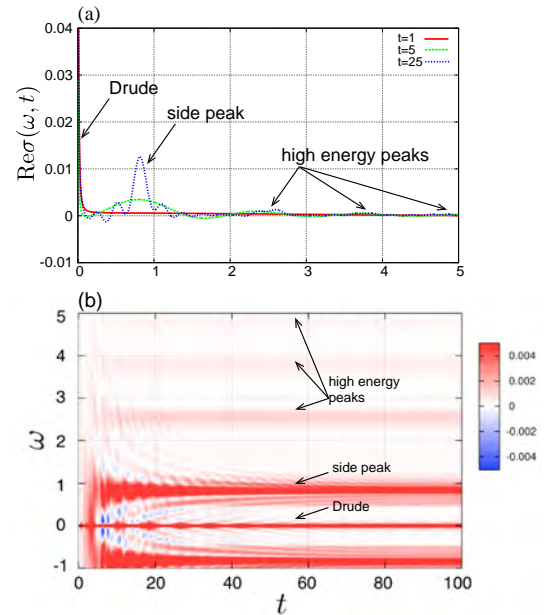 (a)
0.04
0.03
0.02
0.01
0
-0.01
Reσ(ω, t)
t=1
t=5
t=25
Drude
side peak
high energy peaks
0 1 2 3 4 5
(b)
5
4
3
2
1
0
-1
ω
high energy
peaks
side peak
Drude
0.004
0.002
0
-0.002
-0.004
0 20 40 60 80 100
t